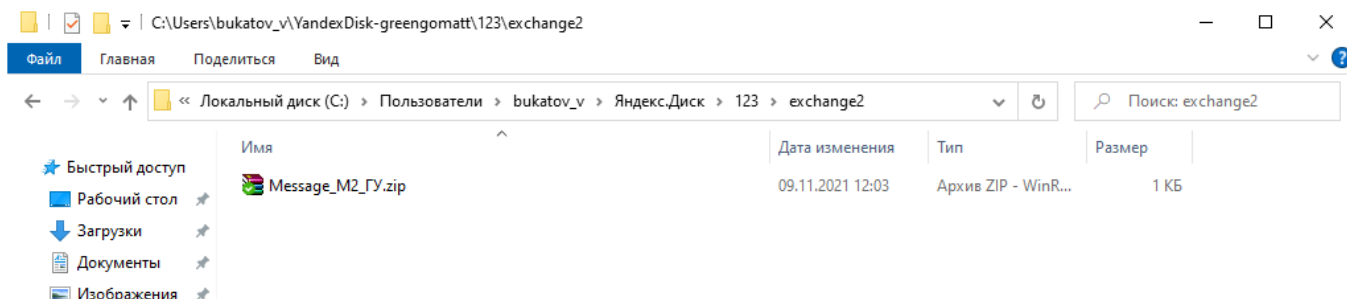 C:\Users\bukatov_v\YandexDisk-greengomatt\123\exchange2
Файл Главная Поделиться Вид ?
« Локальный диск (C:) › Пользователи › bukatov_v › Яндекс.Диск › 123 › exchange2 Поиск: exchange2
Имя Дата изменения Тип Размер
Быстрый доступ
Message_M2_ГУ.zip 09.11.2021 12:03 Архив ZIP - WinR... 1 КБ
Рабочий стол
Загрузки
Документы
Изображения